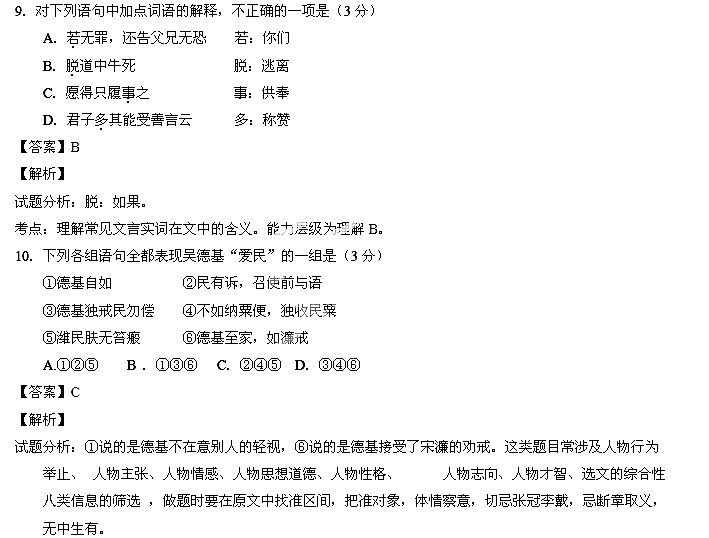 9. 对下列语句中加点词语的解释，不正确的一项是（3 分）
A. 若无罪，还告父兄无恐 若：你们
B. 脱道中牛死 脱：逃离
C. 愿得只履事之 事：供奉
D. 君子多其能受善言云 多：称赞
【答案】B
【解析】
试题分析：脱：如果。
考点：理解常见文言实词在文中的含义。能力层级为理解 B。
10. 下列各组语句全都表现吴德基“爱民”的一组是（3 分）
①德基自如 ②民有诉，召使前与语
③德基独戒民勿偿 ④不如纳粟便，独收民粟
⑤潍民肤无笞瘢 ⑥德基至家，如濂戒
A.①②⑤ B．①③⑥ C. ②④⑤ D. ③④⑥
【答案】C
【解析】
试题分析：①说的是德基不在意别人的轻视，⑥说的是德基接受了宋濂的劝戒。这类题目常涉及人物行为
举止、 人物主张、人物情感、人物思想道德、人物性格、 人物志向、人物才智、选文的综合性
八类信息的筛选 ，做题时要在原文中找准区间，把准对象，体情察意，切忌张冠李戴，忌断章取义，
无中生有。